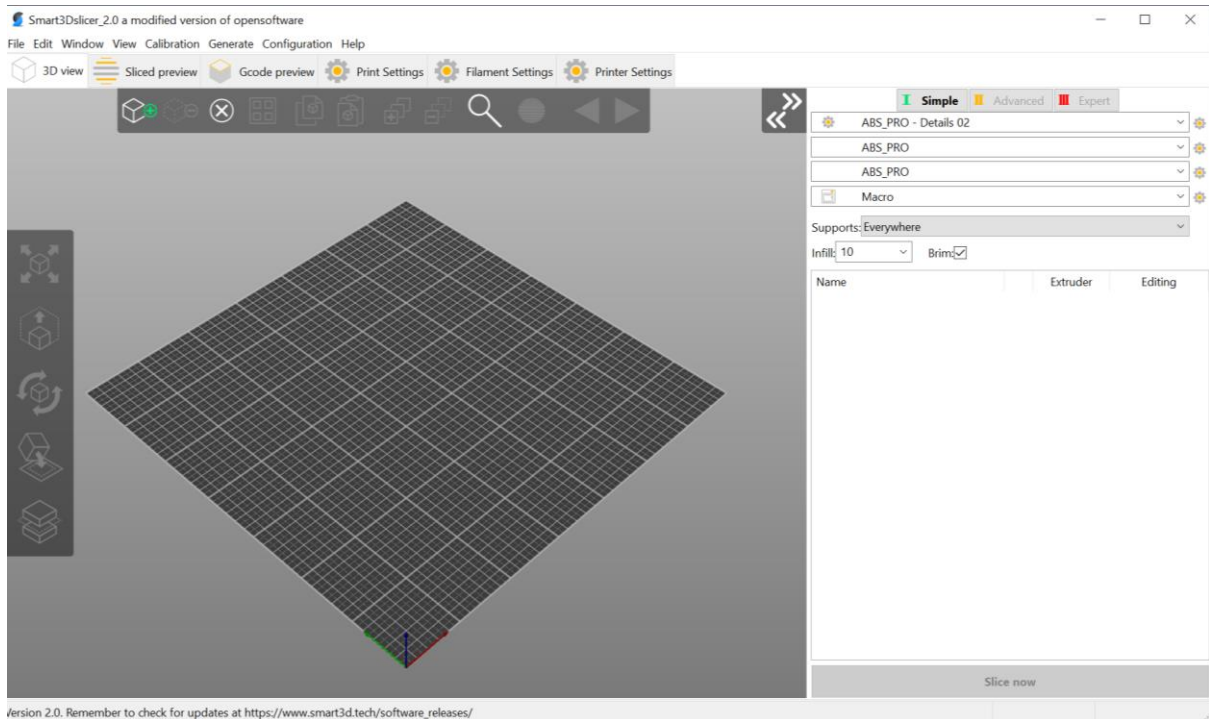 Smart3Dslicer_2.0 a modified version of opensoftware
File Edit Window View Calibration Generate Configuration Help
3D view Sliced preview Gcode preview Print Settings Filament Settings Printer Settings
Simple Advanced Expert
ABS_PRO - Details 02
ABS_PRO
ABS_PRO
Macro
Supports: Everywhere
Infill: 10 Brim:
Name Extruder Editing
Slice now
Version 2.0. Remember to check for updates at https://www.smart3d.tech/software_releases/